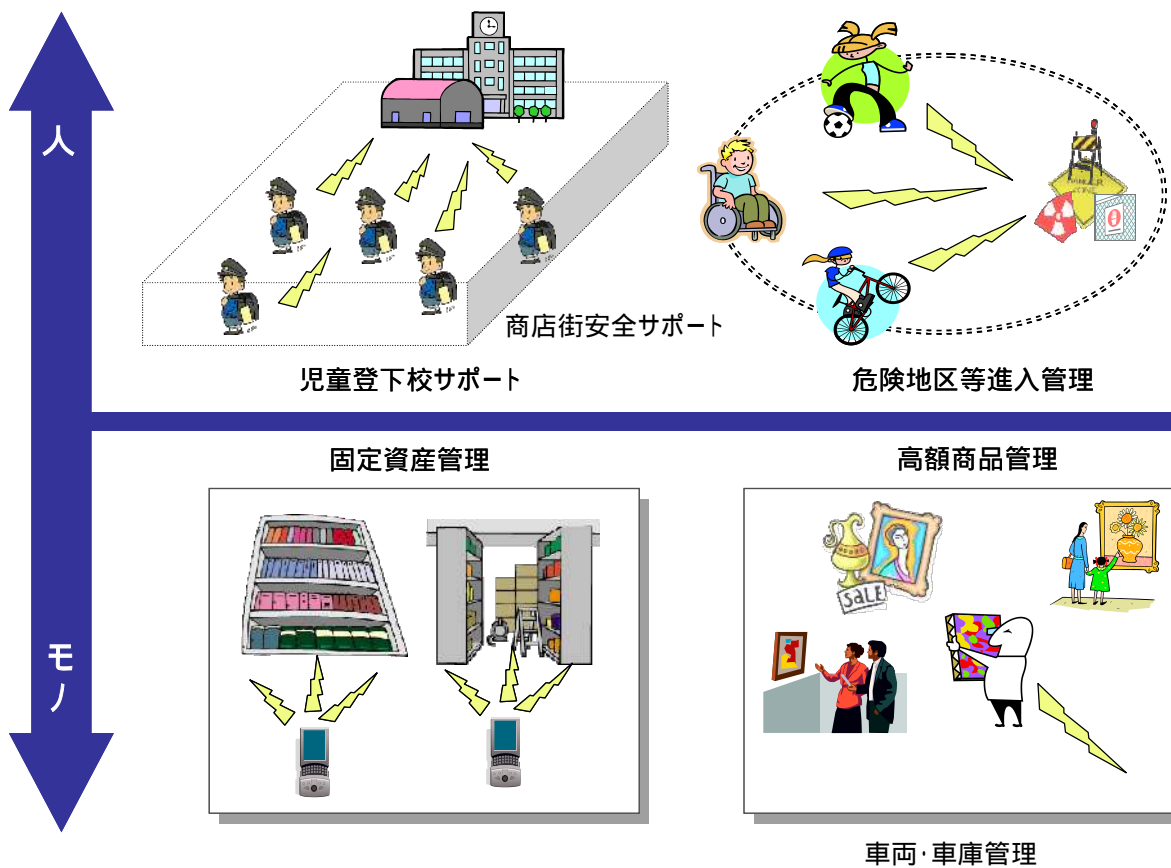 人
商店街安全サポート
児童登下校サポート
危険地区等進入管理
固定資産管理
高額商品管理
SALE
モノ
車両・車庫管理